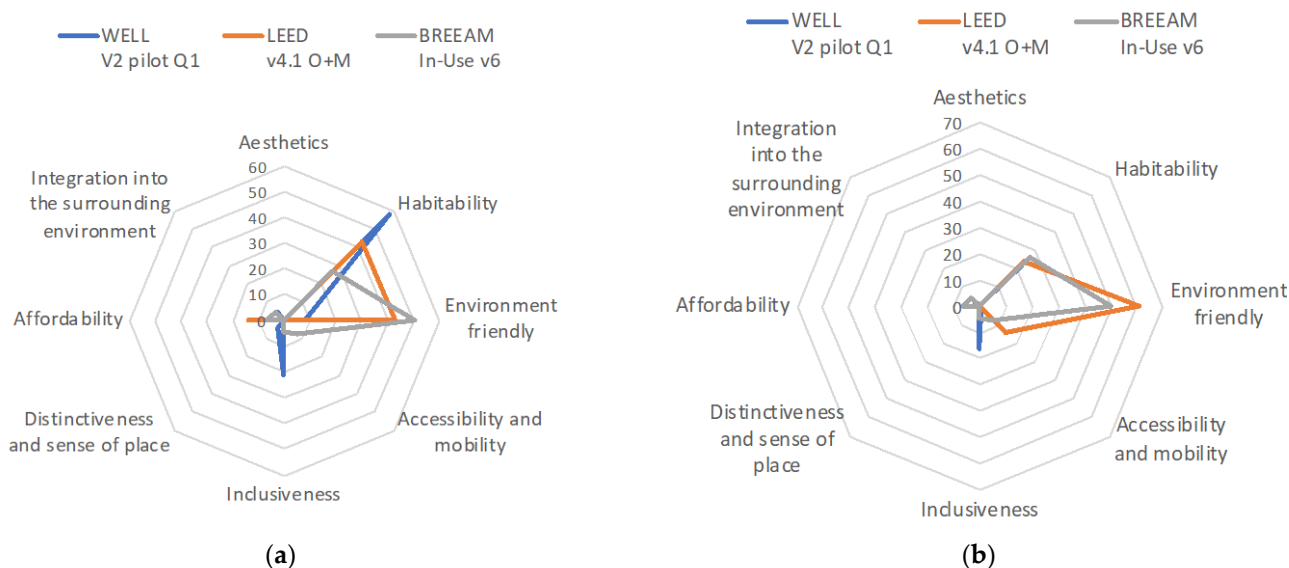 WELL
V2 pilot Q1
LEED
v4.1 O+M
BREEAM
In-Use v6
Aesthetics
60
50
40
30
20
10
0
Habitability
Environment
friendly
Accessibility and
mobility
Inclusiveness
Distinctiveness
and sense of place
Affordability
Integration into
the surrounding
environment
(a)
WELL
V2 pilot Q1
LEED
v4.1 O+M
BREEAM
In-Use v6
Aesthetics
70
60
50
40
30
20
10
0
Habitability
Environment
friendly
Accessibility
and mobility
Inclusiveness
Distinctiveness
and sense of
place
Affordability
Integration
into the
surrounding
environment
(b)